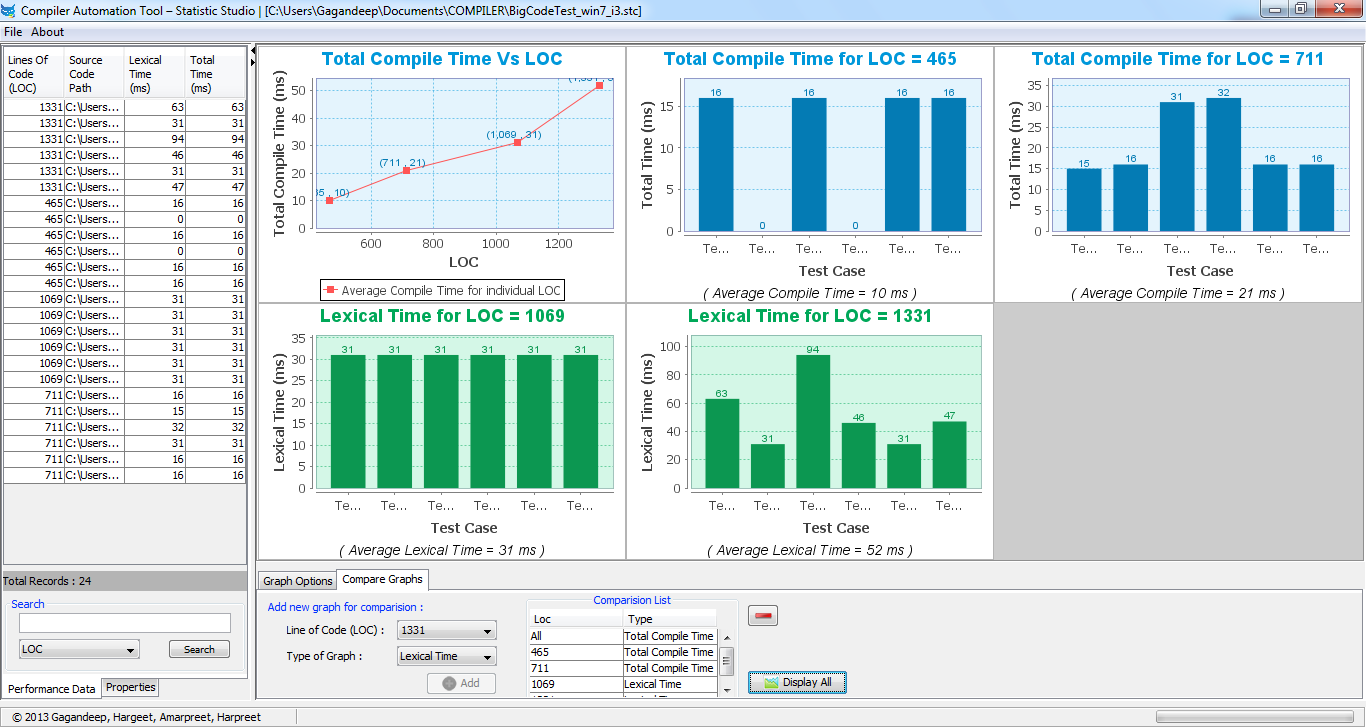 Compiler Automation Tool – Statistic Studio | [C:\Users\Gagandeep\Documents\COMPILER\BigCodeTest_win7_i3.stc]
File About
Lines Of Code (LOC) Source Code Path Lexical Time (ms) Total Time (ms)
1331 C:\Users... 63 63
1331 C:\Users... 31 31
1331 C:\Users... 94 94
1331 C:\Users... 46 46
1331 C:\Users... 31 31
1331 C:\Users... 47 47
465 C:\Users... 16 16
465 C:\Users... 0 0
465 C:\Users... 16 16
465 C:\Users... 0 0
465 C:\Users... 16 16
465 C:\Users... 16 16
1069 C:\Users... 31 31
1069 C:\Users... 31 31
1069 C:\Users... 31 31
1069 C:\Users... 31 31
1069 C:\Users... 31 31
1069 C:\Users... 31 31
711 C:\Users... 16 16
711 C:\Users... 15 15
711 C:\Users... 32 32
711 C:\Users... 31 31
711 C:\Users... 16 16
711 C:\Users... 16 16
Total Records : 24
Search
LOC
Search
Performance Data Properties
Total Compile Time Vs LOC
Total Compile Time (ms)
50
40
30
20
10
0
(1,069 , 31)
(711 , 21)
5 , 10)
600 800 1000 1200
LOC
Average Compile Time for individual LOC
Total Compile Time for LOC = 465
Total Time (ms)
15
10
5
0
16 0 16 0 16 16
Te... Te... Te... Te... Te... Te...
Test Case
( Average Compile Time = 10 ms )
Total Compile Time for LOC = 711
Total Time (ms)
35
30
25
20
15
10
5
0
15 16 31 32 16 16
Te... Te... Te... Te... Te... Te...
Test Case
( Average Compile Time = 21 ms )
Lexical Time for LOC = 1069
Lexical Time (ms)
35
30
25
20
15
10
5
0
31 31 31 31 31 31
Te... Te... Te... Te... Te... Te...
Test Case
( Average Lexical Time = 31 ms )
Lexical Time for LOC = 1331
Lexical Time (ms)
100
80
60
40
20
0
63 31 94 46 31 47
Te... Te... Te... Te... Te... Te...
Test Case
( Average Lexical Time = 52 ms )
Graph Options Compare Graphs
Add new graph for comparision :
Line of Code (LOC) : 1331
Type of Graph : Lexical Time
Add
Comparision List
Loc Type
All Total Compile Time
465 Total Compile Time
711 Total Compile Time
1069 Lexical Time
Display All
© 2013 Gagandeep, Hargeet, Amarpreet, Harpreet